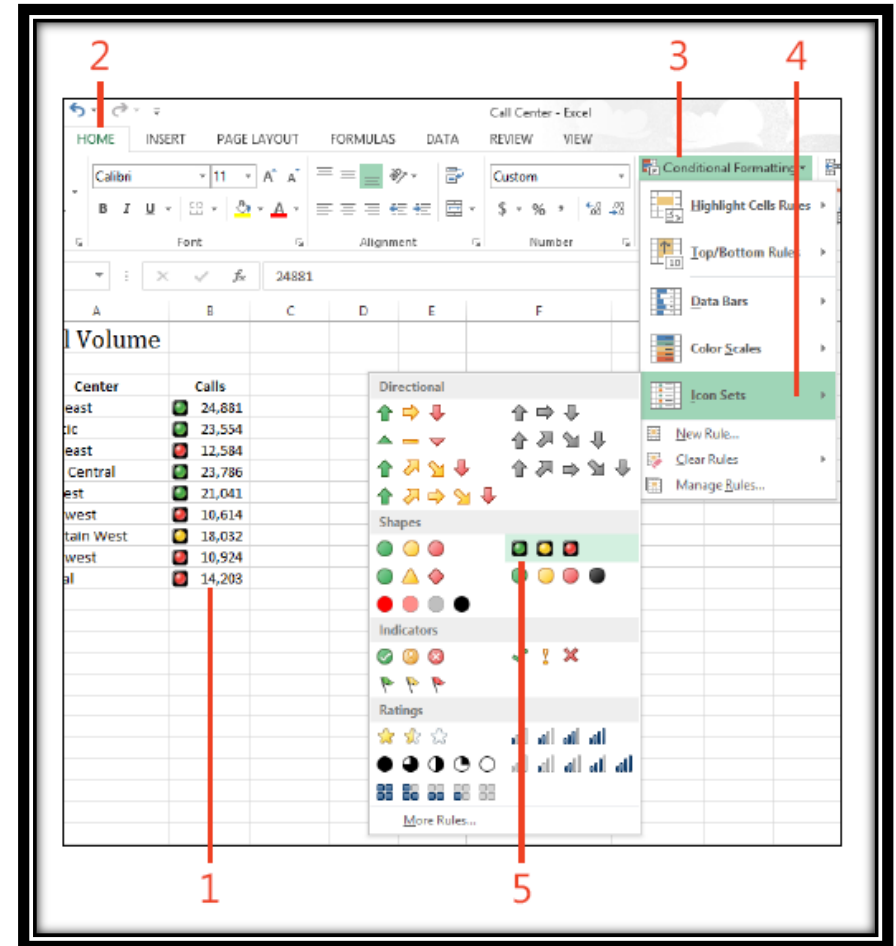 2 3 4
Call Center - Excel
HOME INSERT PAGE LAYOUT FORMULAS DATA REVIEW VIEW
Calibri 11 A A Custom Conditional Formatting
B I U A $ % , Highlight Cells Rules
Font Alignment Number
Top/Bottom Rules
fx 24881
Data Bars
A B C D E F
l Volume
Color Scales
Center Calls
Icon Sets
east 24,881
tic 23,554
east 12,584
Central 23,786
est 21,041
west 10,614
tain West 18,032
west 10,924
al 14,203
New Rule...
Clear Rules
Manage Rules...
Directional
Shapes
Indicators
Ratings
More Rules...
1 5